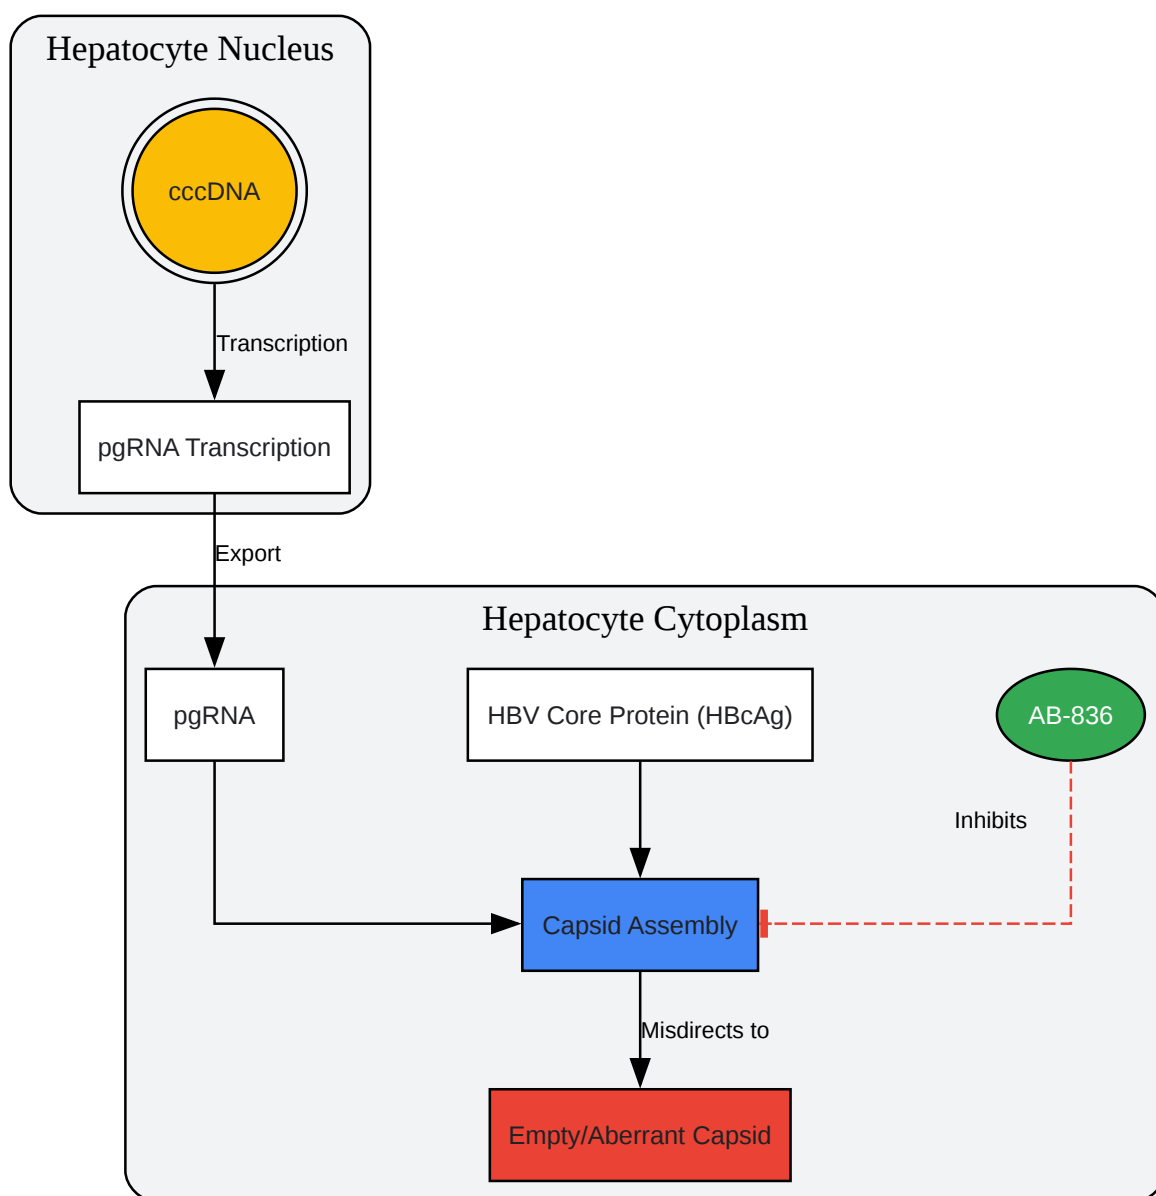 Hepatocyte Nucleus
cccDNA
Transcription
pgRNA Transcription
Export
Hepatocyte Cytoplasm
pgRNA
HBV Core Protein (HBcAg)
AB-836
Inhibits
Capsid Assembly
Misdirects to
Empty/Aberrant Capsid